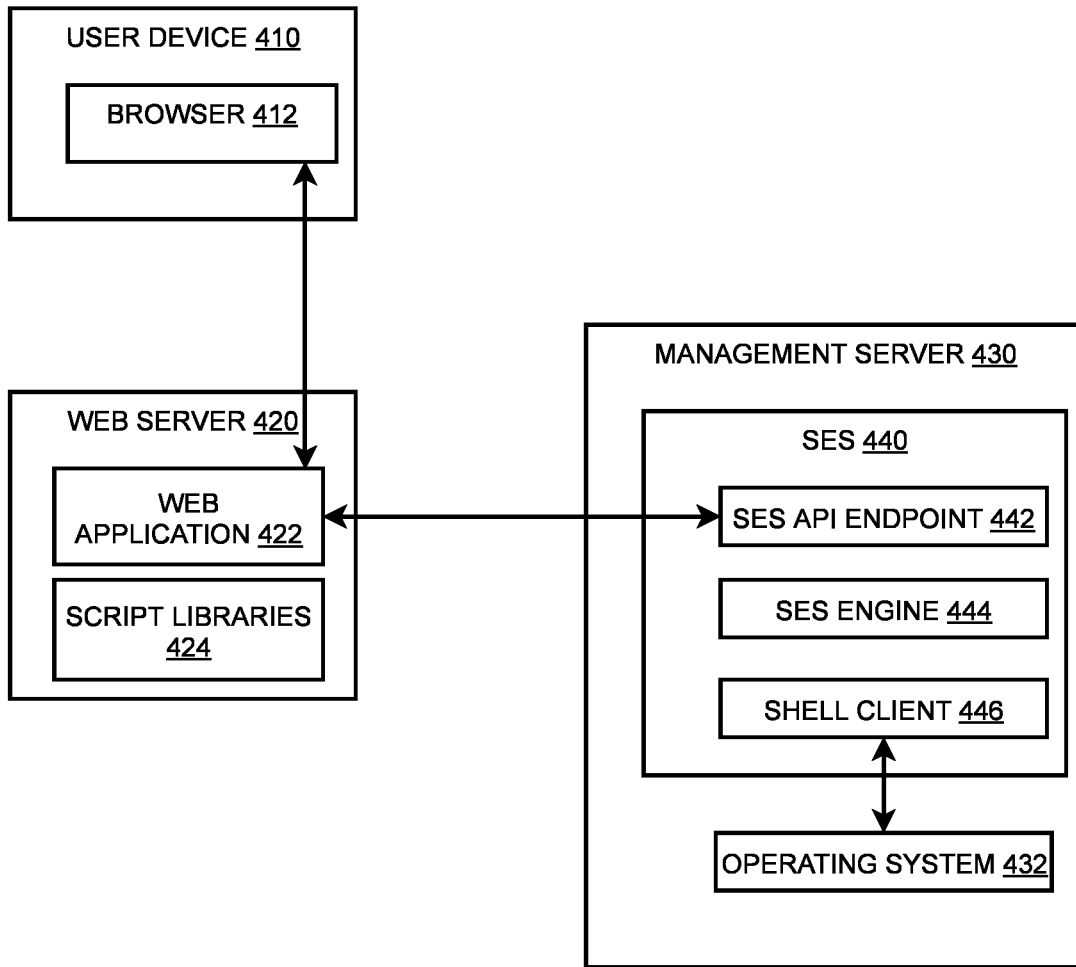 USER DEVICE 410
BROWSER 412
WEB SERVER 420
WEB
APPLICATION 422
SCRIPT LIBRARIES
424
MANAGEMENT SERVER 430
SES 440
SES API ENDPOINT 442
SES ENGINE 444
SHELL CLIENT 446
OPERATING SYSTEM 432